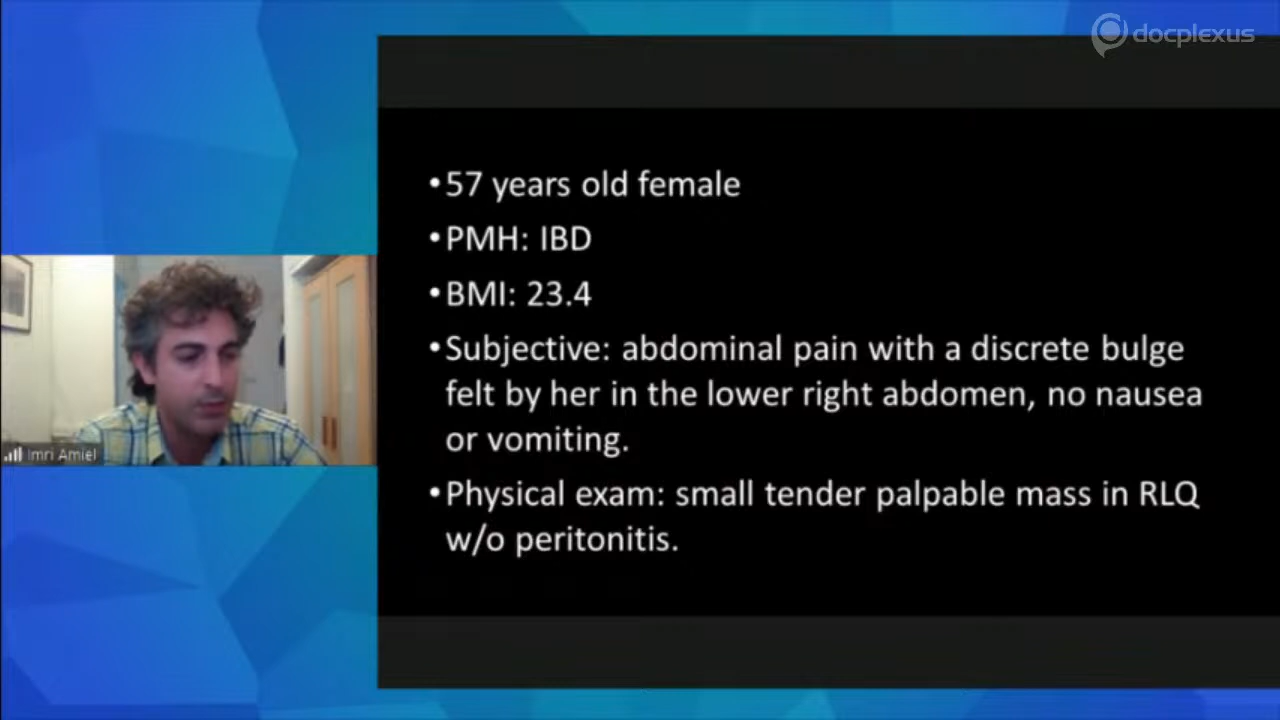 docplexus
•57 years old female
•PMH: IBD
•BMI: 23.4
•Subjective: abdominal pain with a discrete bulge
felt by her in the lower right abdomen, no nausea
or vomiting.
•Physical exam: small tender palpable mass in RLQ
w/o peritonitis.
Imri Amiel